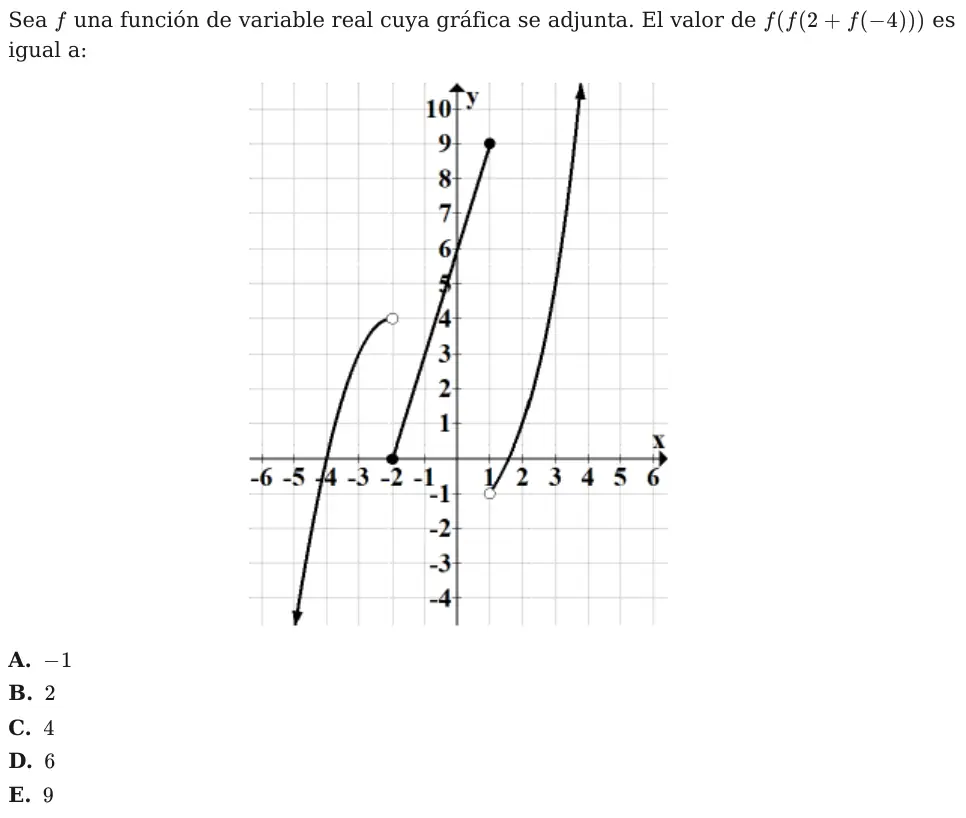 Sea f una función de variable real cuya gráfica se adjunta. El valor de f(f(2 + f(−4))) es
igual a:
y
10
9
8
7
6
5
4
3
2
1
x
-6 -5 -4 -3 -2 -1 1 2 3 4 5 6
-1
-2
-3
-4
A. −1
B. 2
C. 4
D. 6
E. 9